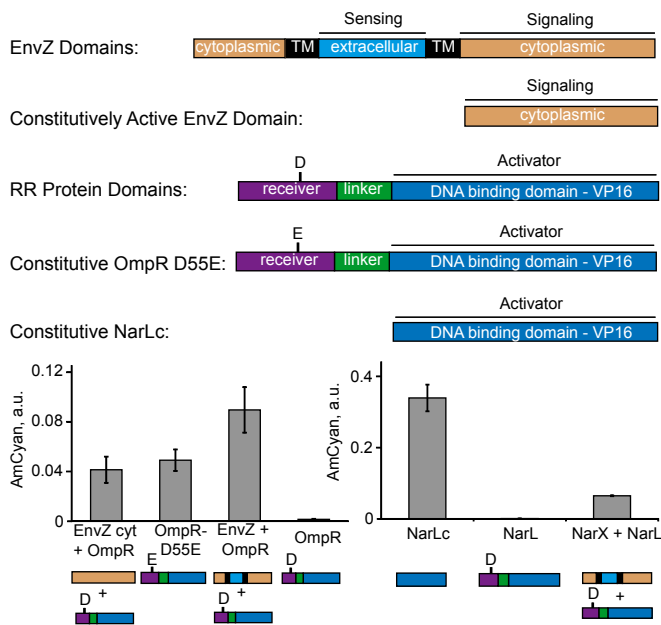 Sensing
Signaling
EnvZ Domains:
cytoplasmic
TM
extracellular
TM
cytoplasmic
Signaling
Constitutively Active EnvZ Domain:
cytoplasmic
D
Activator
RR Protein Domains:
receiver
linker
DNA binding domain - VP16
E
Activator
Constitutive OmpR D55E:
receiver
linker
DNA binding domain - VP16
Activator
Constitutive NarLc:
DNA binding domain - VP16
AmCyan, a.u.
0.12
0.08
0.04
0
EnvZ cyt
+ OmpR
OmpR-
D55E
EnvZ +
OmpR
OmpR
+
D
E
+
D
D
AmCyan, a.u.
0.4
0.2
0
NarLc
NarL
NarX + NarL
D
+
D